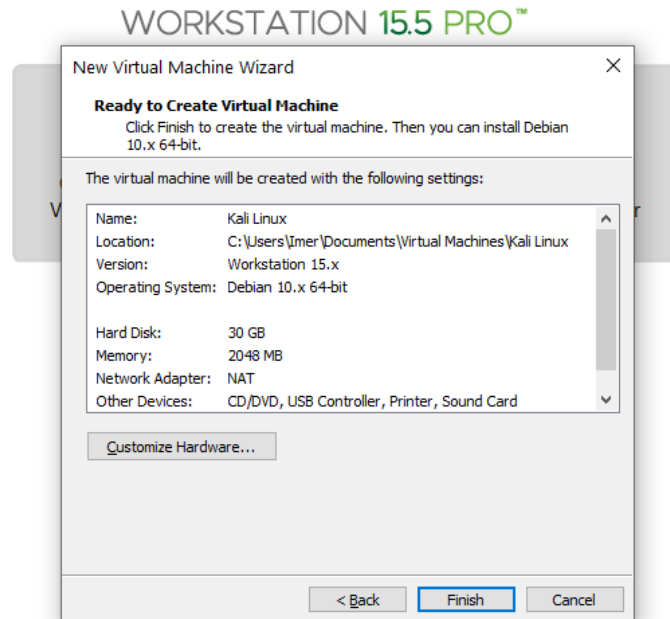 WORKSTATION 15.5 PRO™
New Virtual Machine Wizard
Ready to Create Virtual Machine
Click Finish to create the virtual machine. Then you can install Debian
10.x 64-bit.
The virtual machine will be created with the following settings:
Name: Kali Linux
Location: C:\Users\Imer\Documents\Virtual Machines\Kali Linux
Version: Workstation 15.x
Operating System: Debian 10.x 64-bit
Hard Disk: 30 GB
Memory: 2048 MB
Network Adapter: NAT
Other Devices: CD/DVD, USB Controller, Printer, Sound Card
Customize Hardware...
< Back Finish Cancel